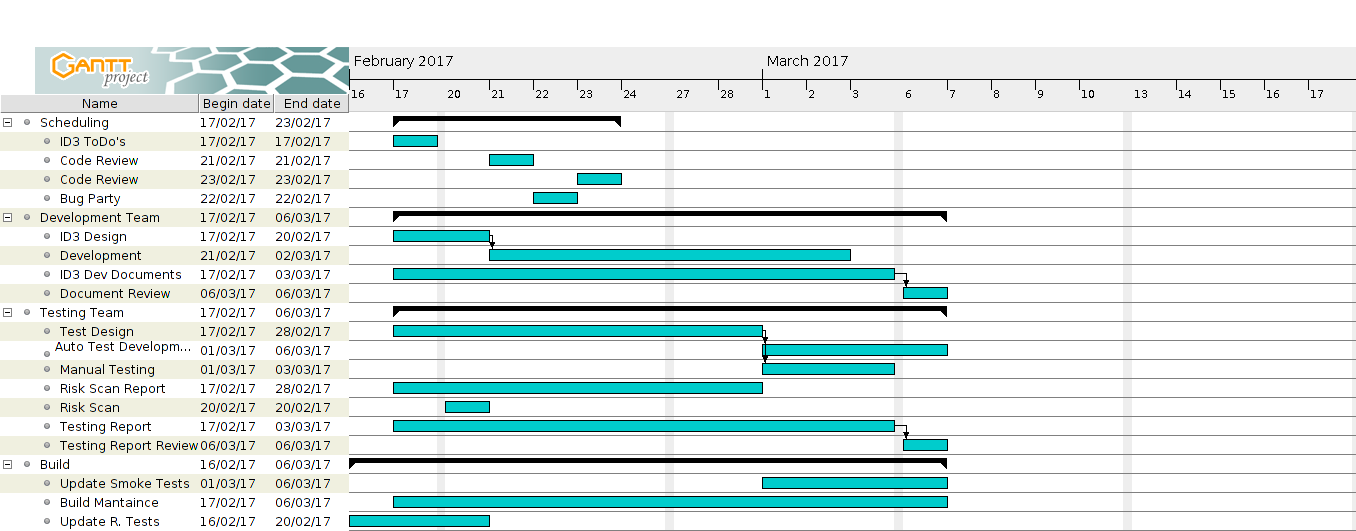 GANTT
project
February 2017 March 2017
16 17 20 21 22 23 24 27 28 1 2 3 6 7 8 9 10 13 14 15 16 17
Name Begin date End date
Scheduling 17/02/17 23/02/17
ID3 ToDo's 17/02/17 17/02/17
Code Review 21/02/17 21/02/17
Code Review 23/02/17 23/02/17
Bug Party 22/02/17 22/02/17
Development Team 17/02/17 06/03/17
ID3 Design 17/02/17 20/02/17
Development 21/02/17 02/03/17
ID3 Dev Documents 17/02/17 03/03/17
Document Review 06/03/17 06/03/17
Testing Team 17/02/17 06/03/17
Test Design 17/02/17 28/02/17
Auto Test Developm... 01/03/17 06/03/17
Manual Testing 01/03/17 03/03/17
Risk Scan Report 17/02/17 28/02/17
Risk Scan 20/02/17 20/02/17
Testing Report 17/02/17 03/03/17
Testing Report Review 06/03/17 06/03/17
Build 16/02/17 06/03/17
Update Smoke Tests 01/03/17 06/03/17
Build Mantaince 17/02/17 06/03/17
Update R. Tests 16/02/17 20/02/17